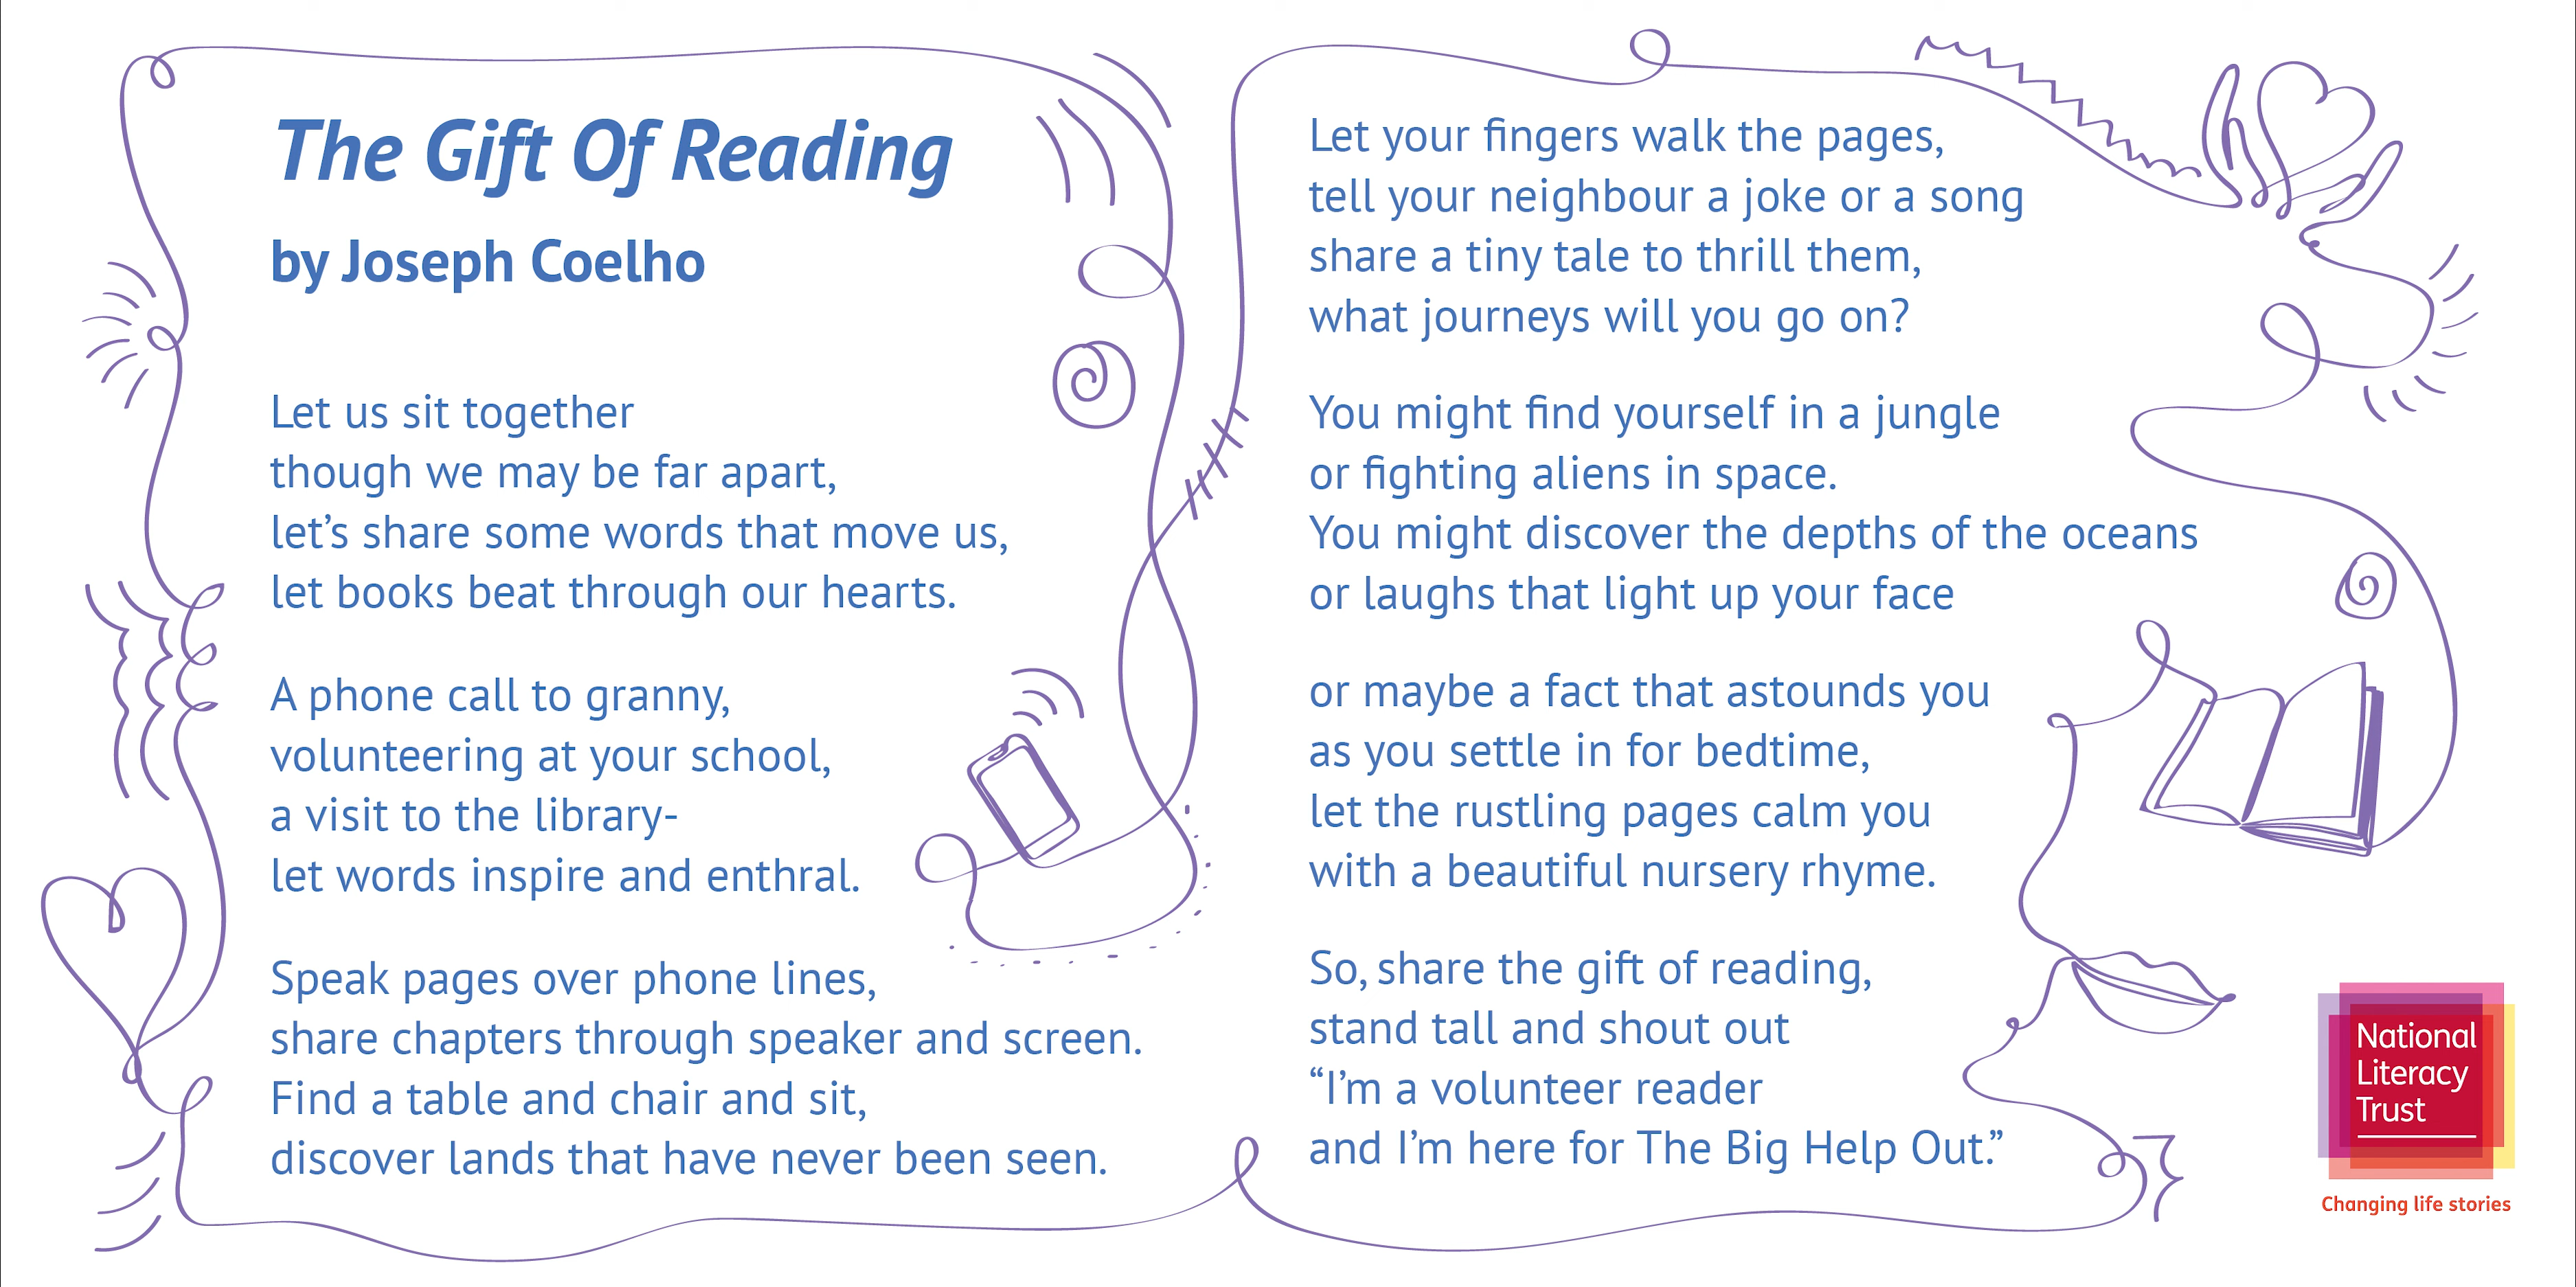 The Gift Of Reading
by Joseph Coelho
Let us sit together
though we may be far apart,
let’s share some words that move us,
let books beat through our hearts.
A phone call to granny,
volunteering at your school,
a visit to the library-
let words inspire and enthral.
Speak pages over phone lines,
share chapters through speaker and screen.
Find a table and chair and sit,
discover lands that have never been seen.
Let your fingers walk the pages,
tell your neighbour a joke or a song
share a tiny tale to thrill them,
what journeys will you go on?
You might find yourself in a jungle
or fighting aliens in space.
You might discover the depths of the oceans
or laughs that light up your face
or maybe a fact that astounds you
as you settle in for bedtime,
let the rustling pages calm you
with a beautiful nursery rhyme.
So, share the gift of reading,
stand tall and shout out
“I’m a volunteer reader
and I’m here for The Big Help Out.”
National
Literacy
Trust
Changing life stories